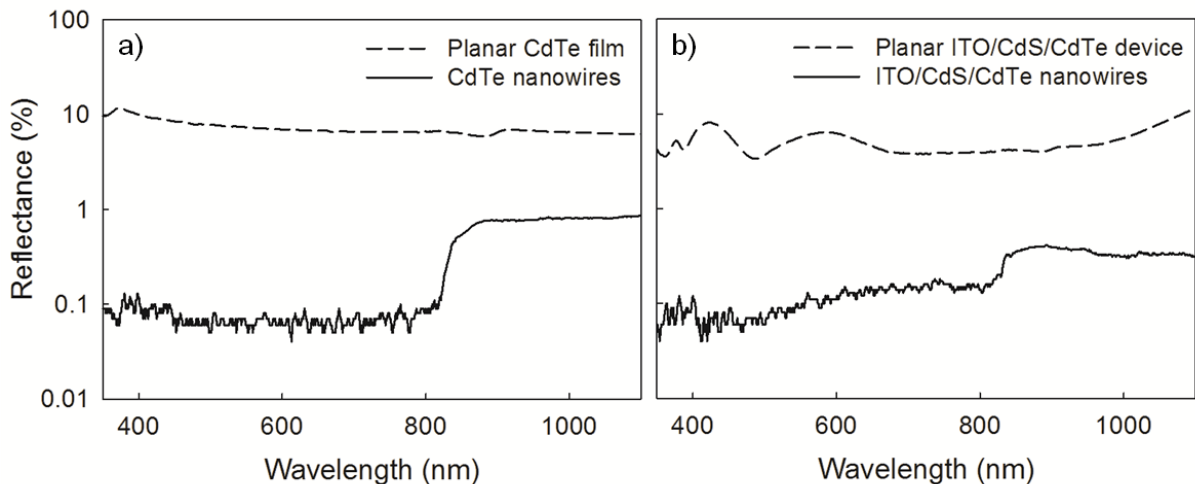 a)
Planar CdTe film
CdTe nanowires
b)
Planar ITO/CdS/CdTe device
ITO/CdS/CdTe nanowires
Reflectance (%)
100
10
1
0.1
0.01
400 600 800 1000
400 600 800 1000
Wavelength (nm)
Wavelength (nm)